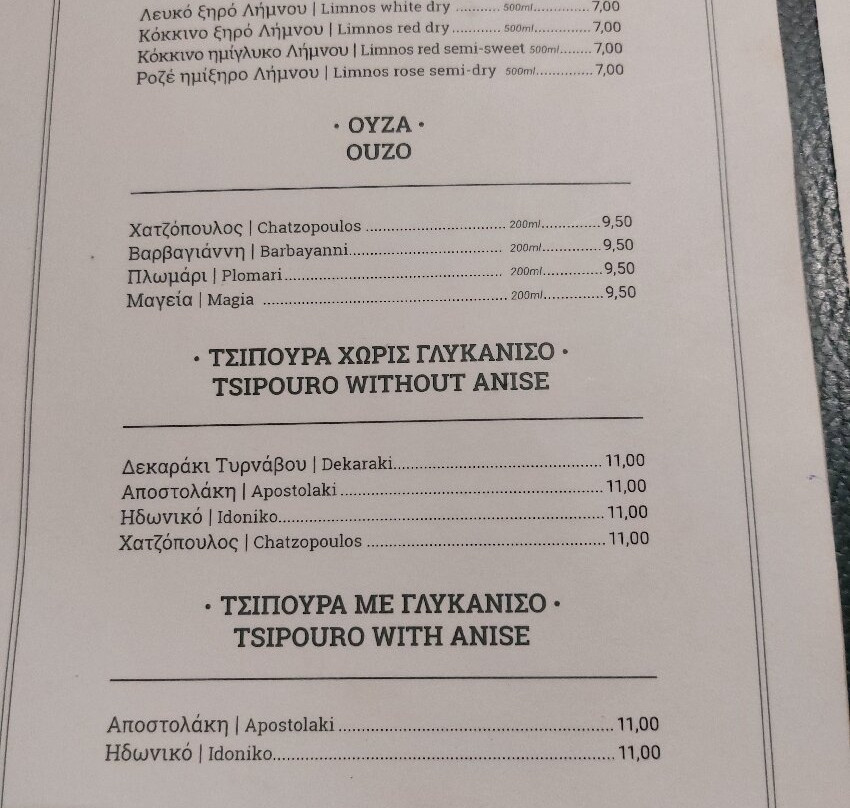 Λευκό ξηρό Λήμνου | Limnos white dry ........... 500ml..............7,00
Κόκκινο ξηρό Λήμνου | Limnos red dry............ 500ml..............7,00
Κόκκινο ημίγλυκο Λήμνου | Limnos red semi-sweet 500ml........7,00
Ροζέ ημίξηρο Λήμνου | Limnos rose semi-dry 500ml..............7,00
· ΟΥΖΑ ·
OUZO
Χατζόπουλος | Chatzopoulos .................................. 200ml..............9,50
Βαρβαγιάννη | Barbayanni..................................... 200ml..............9,50
Πλωμάρι | Plomari.................................................... 200ml..............9,50
Μαγεία | Magia .......................................................... 200ml..............9,50
· ΤΣΙΠΟΥΡΑ ΧΩΡΙΣ ΓΛΥΚΑΝΙΣΟ ·
TSIPOURO WITHOUT ANISE
Δεκαράκι Τυρνάβου | Dekaraki.................................................. 11,00
Αποστολάκη | Apostolaki ............................................................... 11,00
Ηδωνικό | Idoniko.............................................................................. 11,00
Χατζόπουλος | Chatzopoulos ......................................................... 11,00
· ΤΣΙΠΟΥΡΑ ΜΕ ΓΛΥΚΑΝΙΣΟ ·
TSIPOURO WITH ANISE
Αποστολάκη | Apostolaki ................................................................. 11,00
Ηδωνικό | Idoniko................................................................................. 11,00